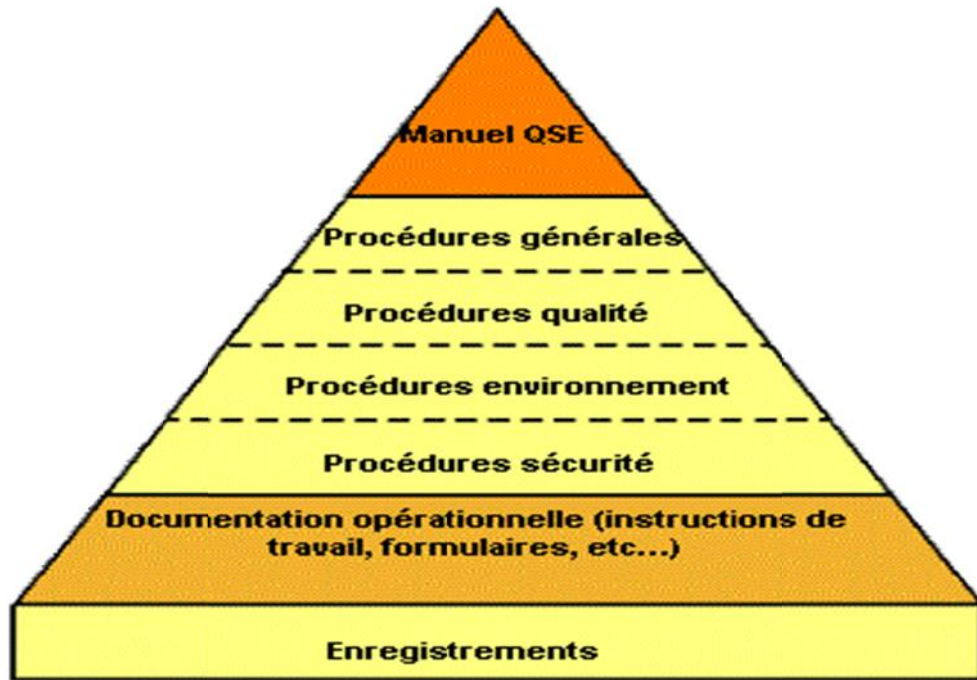 Manuel QSE
Procédures générales
Procédures qualité
Procédures environnement
Procédures sécurité
Documentation opérationnelle (instructions de
travail, formulaires, etc...)
Enregistrements